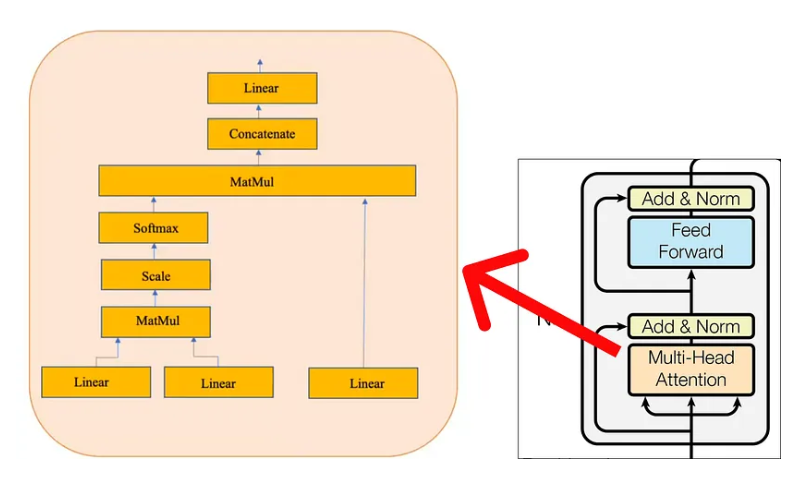 Linear
Concatenate
MatMul
Softmax
Scale
MatMul
Linear
Linear
Linear
Add & Norm
Feed
Forward
N
Add & Norm
Multi-Head
Attention